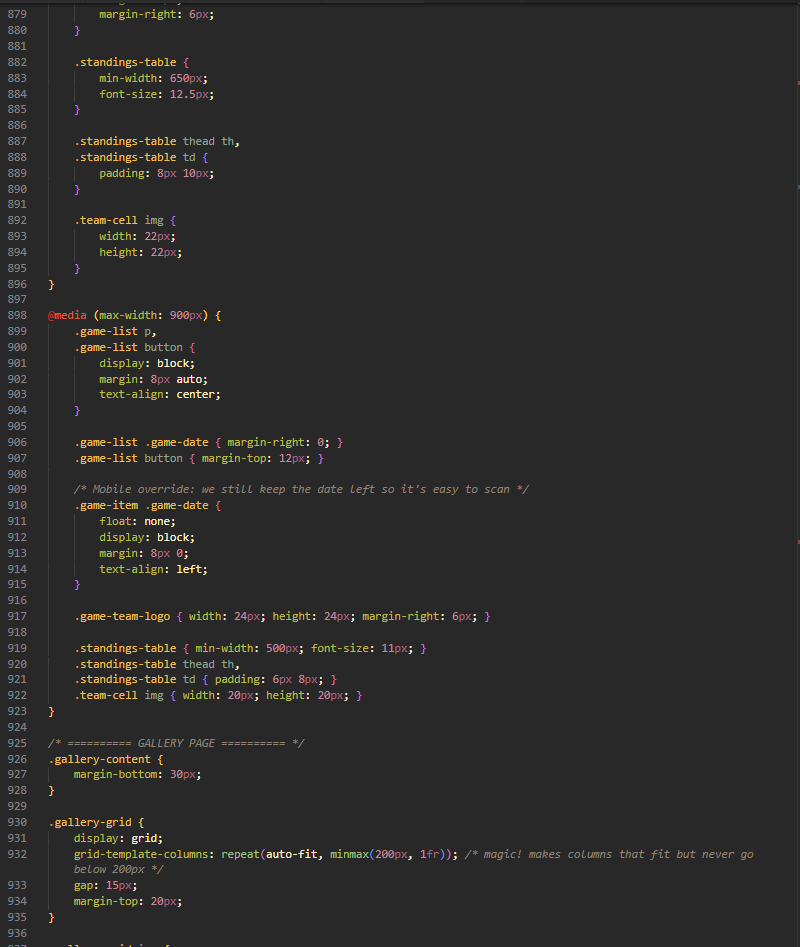 879 margin-right: 6px;
880 }
881
882 .standings-table {
883 min-width: 650px;
884 font-size: 12.5px;
885 }
886
887 .standings-table thead th,
888 .standings-table td {
889 padding: 8px 10px;
890 }
891
892 .team-cell img {
893 width: 22px;
894 height: 22px;
895 }
896 }
897
898 @media (max-width: 900px) {
899 .game-list p,
900 .game-list button {
901 display: block;
902 margin: 8px auto;
903 text-align: center;
904 }
905
906 .game-list .game-date { margin-right: 0; }
907 .game-list button { margin-top: 12px; }
908
909 /* Mobile override: we still keep the date left so it's easy to scan */
910 .game-item .game-date {
911 float: none;
912 display: block;
913 margin: 8px 0;
914 text-align: left;
915 }
916
917 .game-team-logo { width: 24px; height: 24px; margin-right: 6px; }
918
919 .standings-table { min-width: 500px; font-size: 11px; }
920 .standings-table thead th,
921 .standings-table td { padding: 6px 8px; }
922 .team-cell img { width: 20px; height: 20px; }
923 }
924
925 /* ========== GALLERY PAGE ========== */
926 .gallery-content {
927 margin-bottom: 30px;
928 }
929
930 .gallery-grid {
931 display: grid;
932 grid-template-columns: repeat(auto-fit, minmax(200px, 1fr)); /* magic! makes columns that fit but never go
below 200px */
933 gap: 15px;
934 margin-top: 20px;
935 }
936